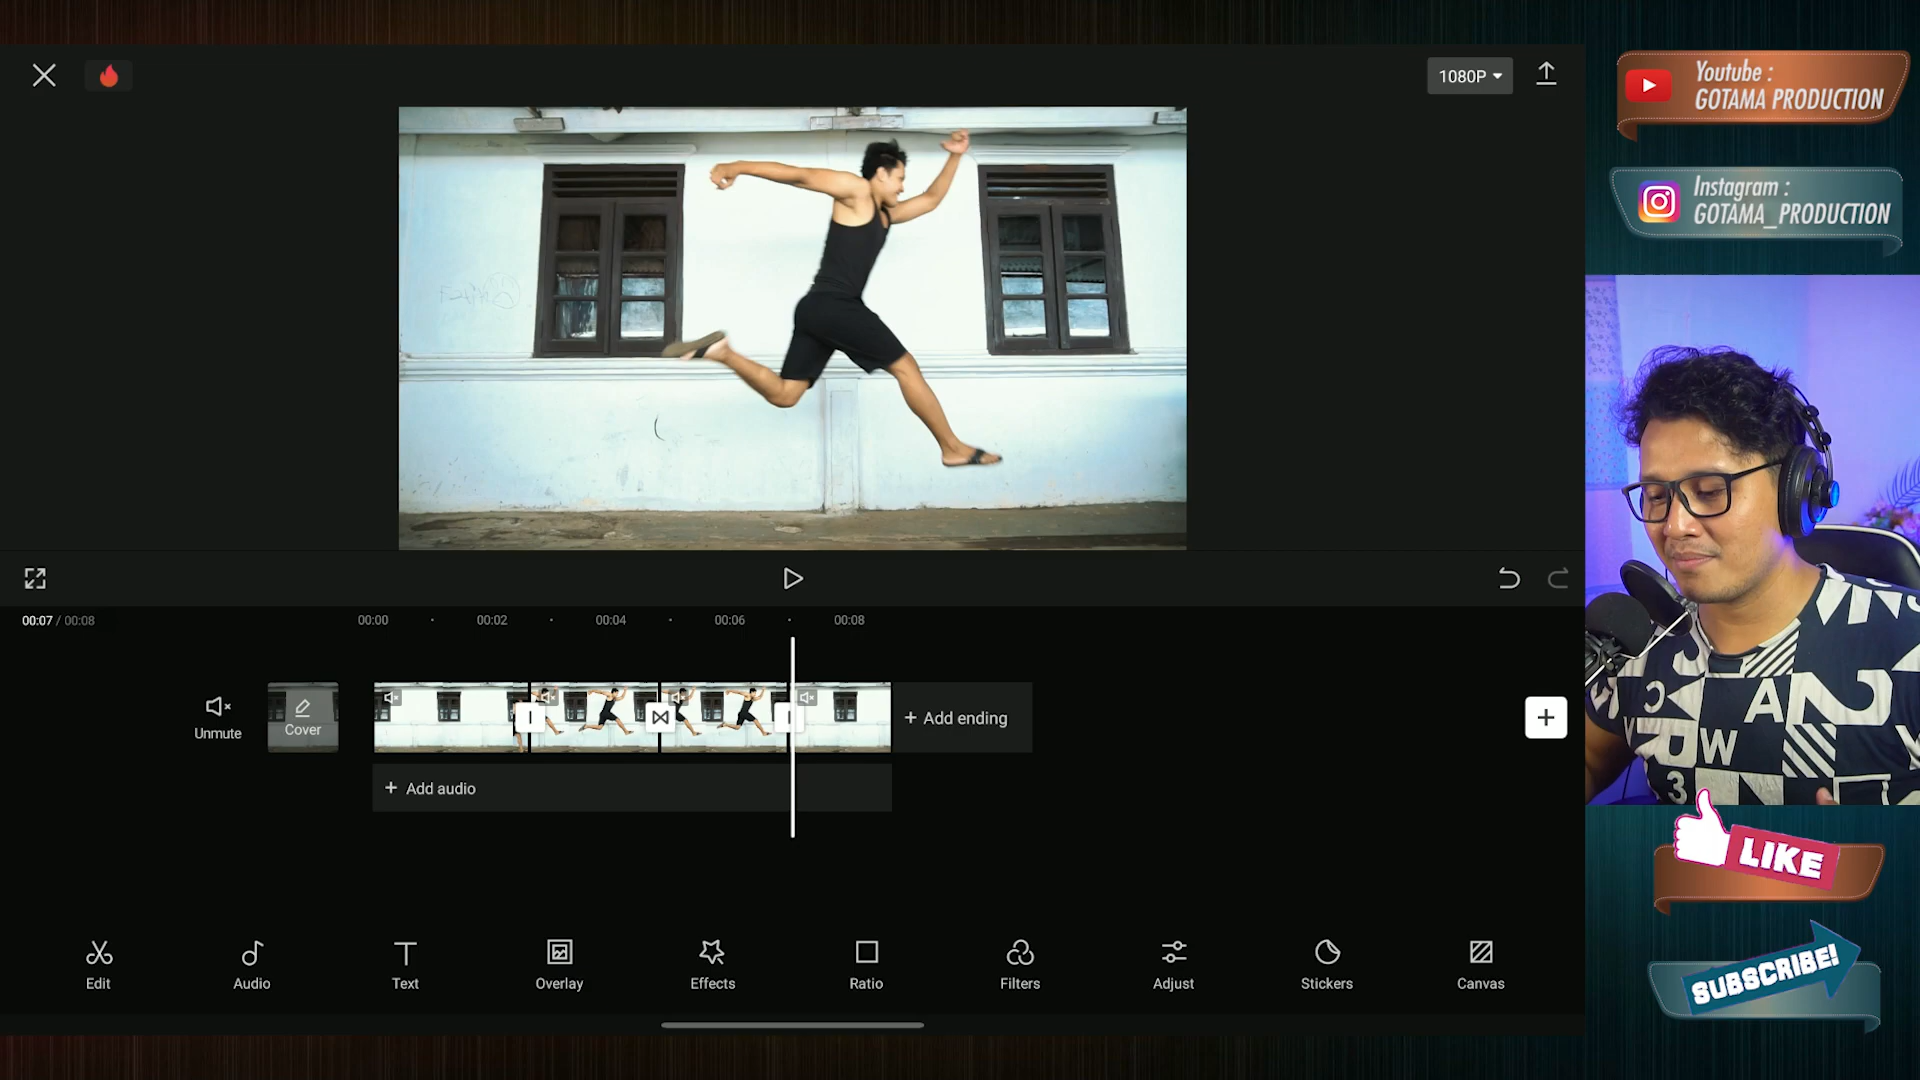 1080P
Youtube :
GOTAMA PRODUCTION
Instagram :
GOTAMA_PRODUCTION
00:07 / 00:08
00:00
00:02
00:04
00:06
00:08
Unmute
Cover
+ Add ending
+ Add audio
Edit
Audio
Text
Overlay
Effects
Ratio
Filters
Adjust
Stickers
Canvas
LIKE
SUBSCRIBE!